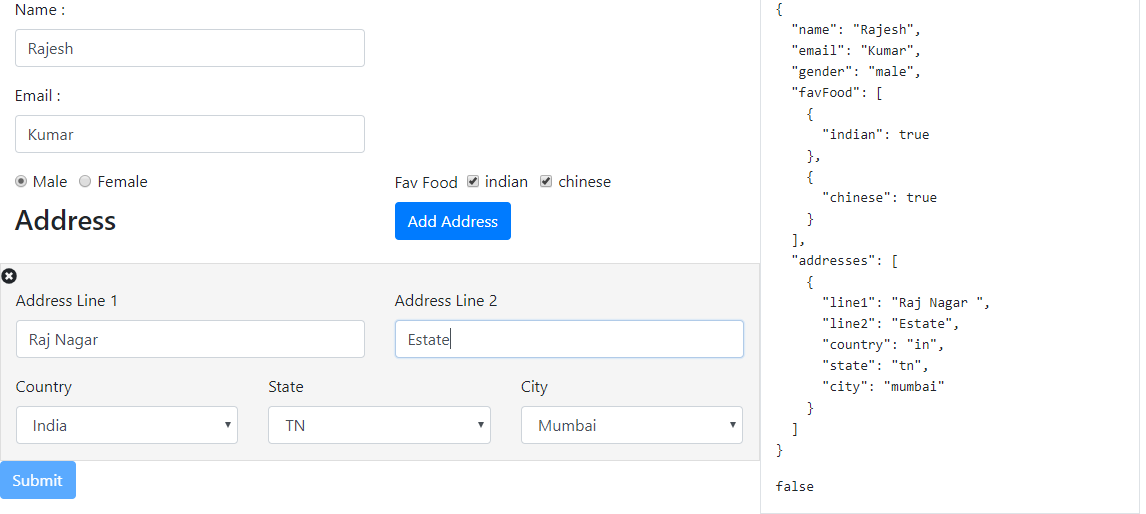 Name :
Rajesh
Email :
Kumar
Male Female
Fav Food indian chinese
Address
Add Address
Address Line 1 Address Line 2
Raj Nagar Estate
Country State City
India TN Mumbai
Submit
{
"name": "Rajesh",
"email": "Kumar",
"gender": "male",
"favFood": [
{
"indian": true
},
{
"chinese": true
}
],
"addresses": [
{
"line1": "Raj Nagar ",
"line2": "Estate",
"country": "in",
"state": "tn",
"city": "mumbai"
}
]
}
false